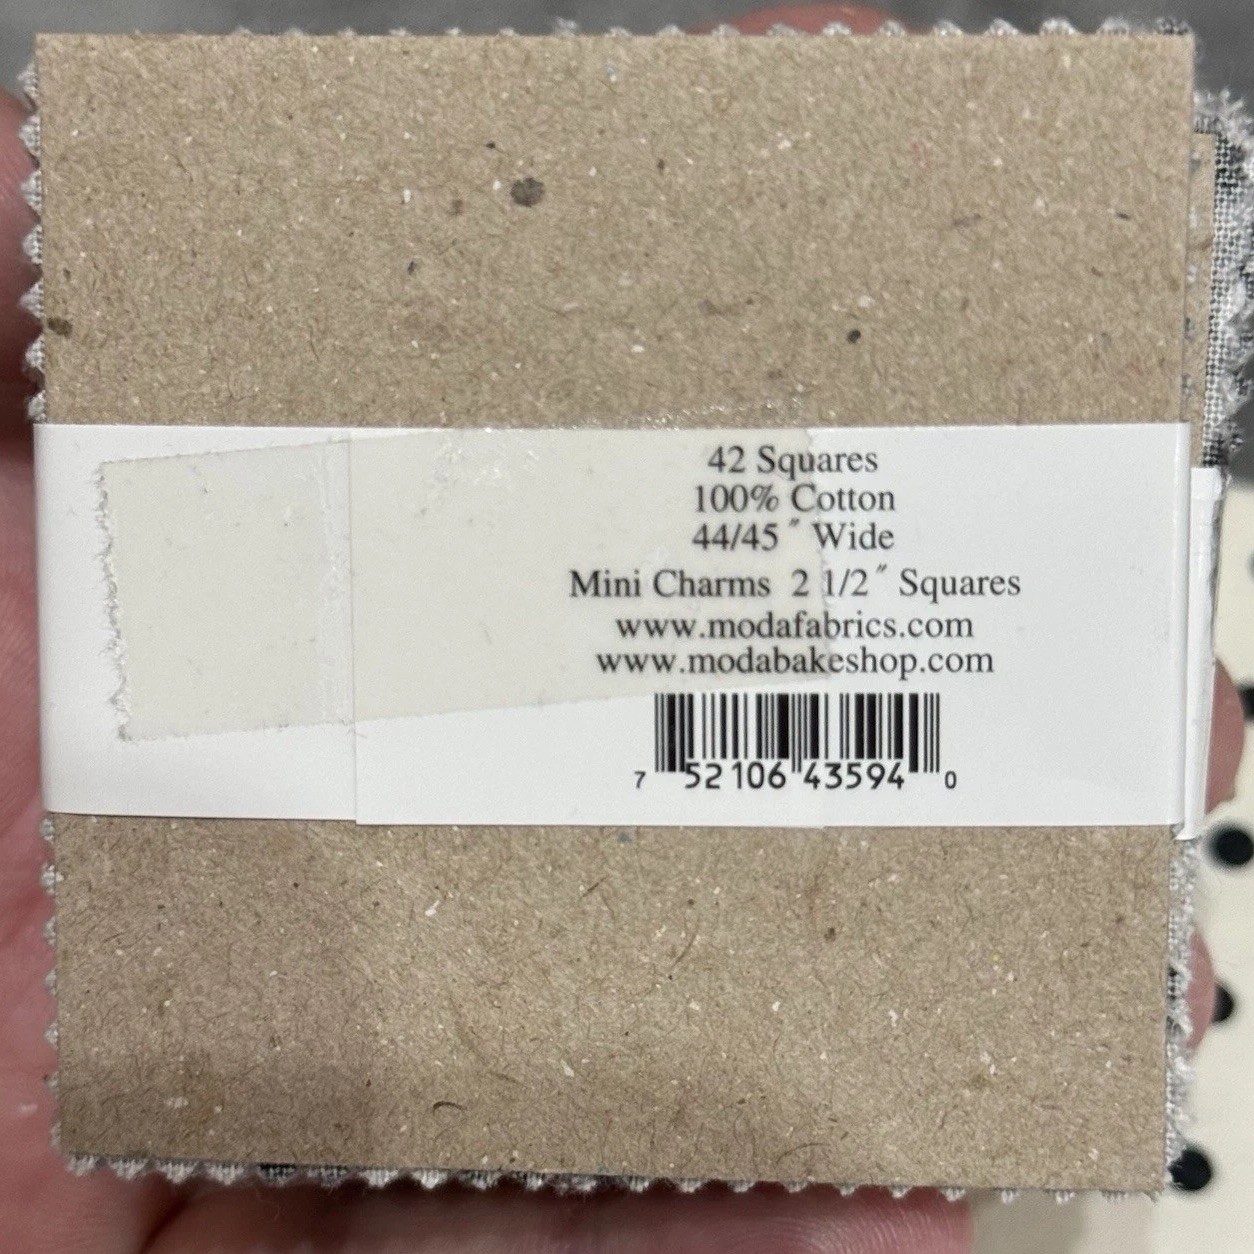 42 Squares
100% Cotton
44/45 ″ Wide
Mini Charms 2 1/2″ Squares
www.modafabrics.com
www.modabakeshop.com
7 52106 43594 0